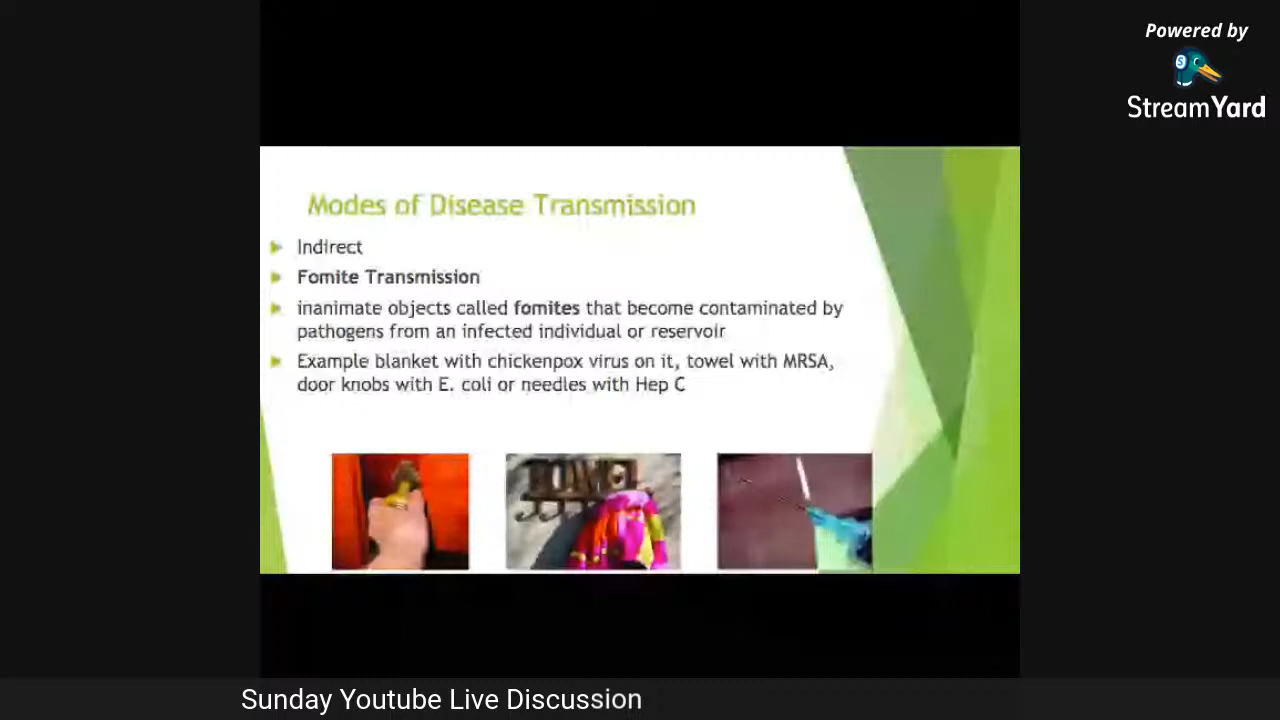 Powered by
StreamYard
Modes of Disease Transmission
Indirect
Fomite Transmission
inanimate objects called fomites that become contaminated by
pathogens from an infected individual or reservoir
Example blanket with chickenpox virus on it, towel with MRSA,
door knobs with E. coli or needles with Hep C
Sunday Youtube Live Discussion